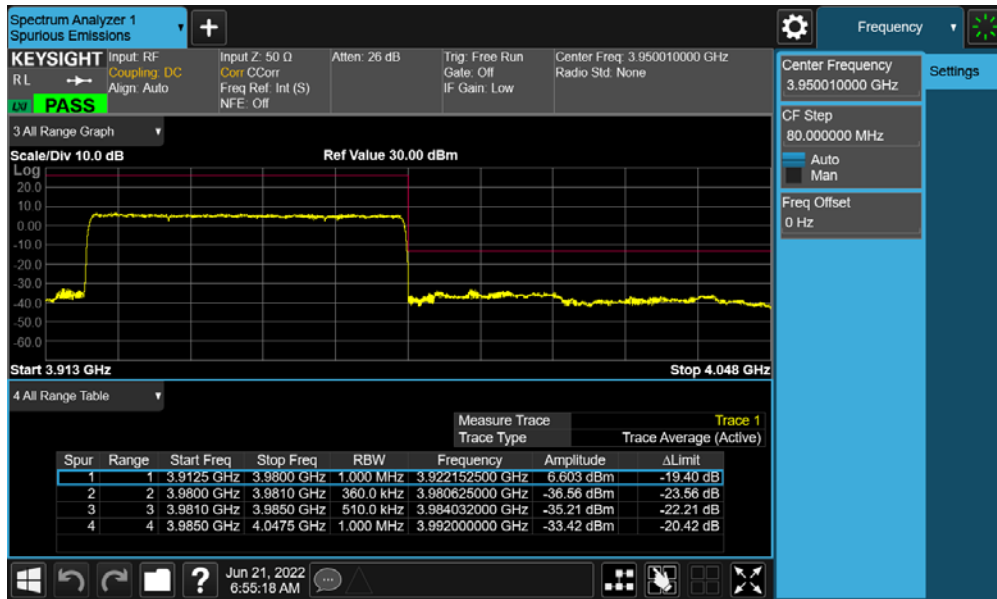 Spectrum Analyzer 1
Spurious Emissions
+
Frequency
KEYSIGHT
RL
LXI
PASS
Input: RF
Coupling: DC
Align: Auto
Input Z: 50 Ω
Corr CCorr
Freq Ref: Int (S)
NFE: Off
Atten: 26 dB
Trig: Free Run
Gate: Off
IF Gain: Low
Center Freq: 3.950010000 GHz
Radio Std: None
Center Frequency
3.950010000 GHz
Settings
CF Step
80.000000 MHz
Auto
Man
Freq Offset
0 Hz
3 All Range Graph
Scale/Div 10.0 dB
Ref Value 30.00 dBm
Log
20.0
10.0
0.00
-10.0
-20.0
-30.0
-40.0
-50.0
-60.0
Start 3.913 GHz
Stop 4.048 GHz
4 All Range Table
Measure Trace Trace 1
Trace Type Trace Average (Active)
Spur Range Start Freq Stop Freq RBW Frequency Amplitude ΔLimit
1 1 3.9125 GHz 3.9800 GHz 1.000 MHz 3.922152500 GHz 6.603 dBm -19.40 dB
2 2 3.9800 GHz 3.9810 GHz 360.0 kHz 3.980625000 GHz -36.56 dBm -23.56 dB
3 3 3.9810 GHz 3.9850 GHz 510.0 kHz 3.984032000 GHz -35.21 dBm -22.21 dB
4 4 3.9850 GHz 4.0475 GHz 1.000 MHz 3.992000000 GHz -33.42 dBm -20.42 dB
?
Jun 21, 2022
6:55:18 AM